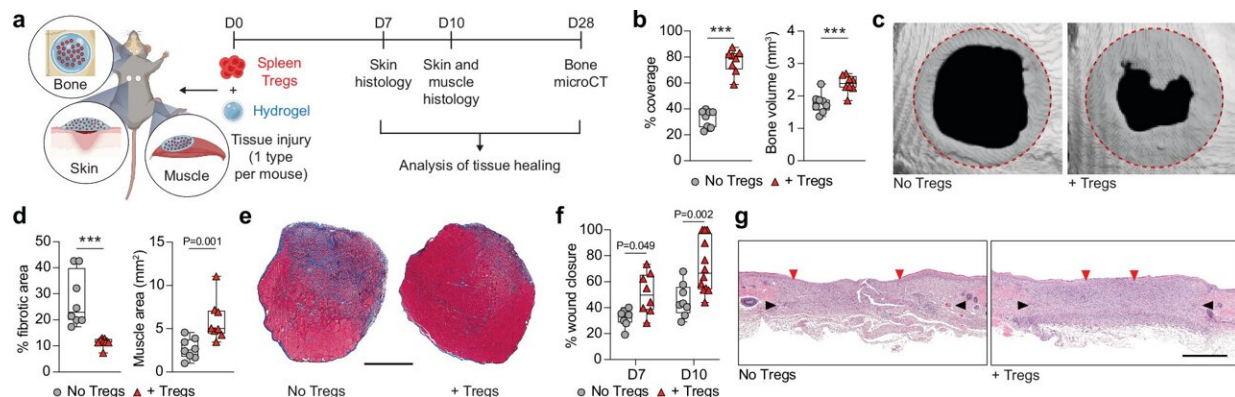 a
Bone
Skin
Muscle
Spleen
Tregs
+
Hydrogel
Tissue injury
(1 type
per mouse)
D0
D7
D10
D28
Skin
histology
Skin and
muscle
histology
Bone
microCT
Analysis of tissue healing
b
% coverage
100
80
60
40
20
0
***
Bone volume (mm³)
4
3
2
1
0
***
No Tregs
+ Tregs
c
No Tregs
+ Tregs
d
% fibrotic area
50
40
30
20
10
0
***
Muscle area (mm²)
15
10
5
0
P=0.001
No Tregs
+ Tregs
e
No Tregs
+ Tregs
f
% wound closure
100
80
60
40
20
0
P=0.049
P=0.002
D7
D10
No Tregs
+ Tregs
g
No Tregs
+ Tregs